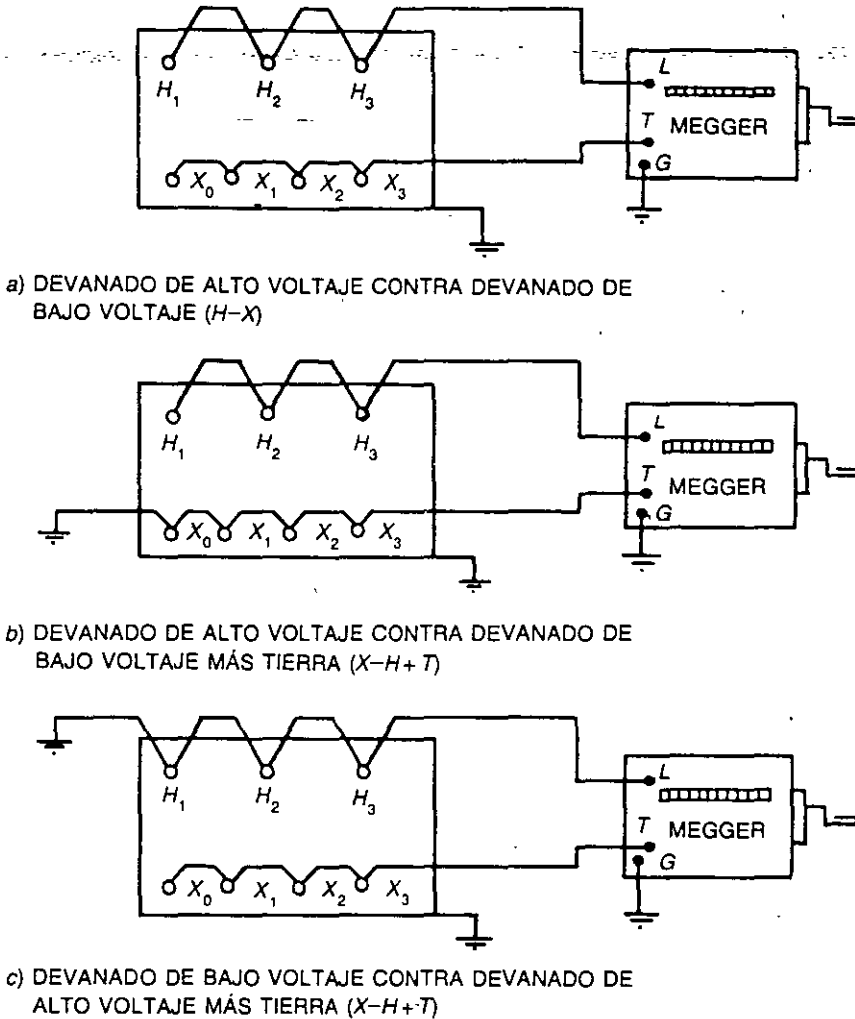 L
H₁ H₂ H₃
T MEGGER
G
X₀ X₁ X₂ X₃
a) DEVANADO DE ALTO VOLTAJE CONTRA DEVANADO DE
BAJO VOLTAJE (H–X)
L
H₁ H₂ H₃
T MEGGER
G
X₀ X₁ X₂ X₃
b) DEVANADO DE ALTO VOLTAJE CONTRA DEVANADO DE
BAJO VOLTAJE MÁS TIERRA (X–H + T)
L
H₁ H₂ H₃
T MEGGER
G
X₀ X₁ X₂ X₃
c) DEVANADO DE BAJO VOLTAJE CONTRA DEVANADO DE
ALTO VOLTAJE MÁS TIERRA (X–H + T)